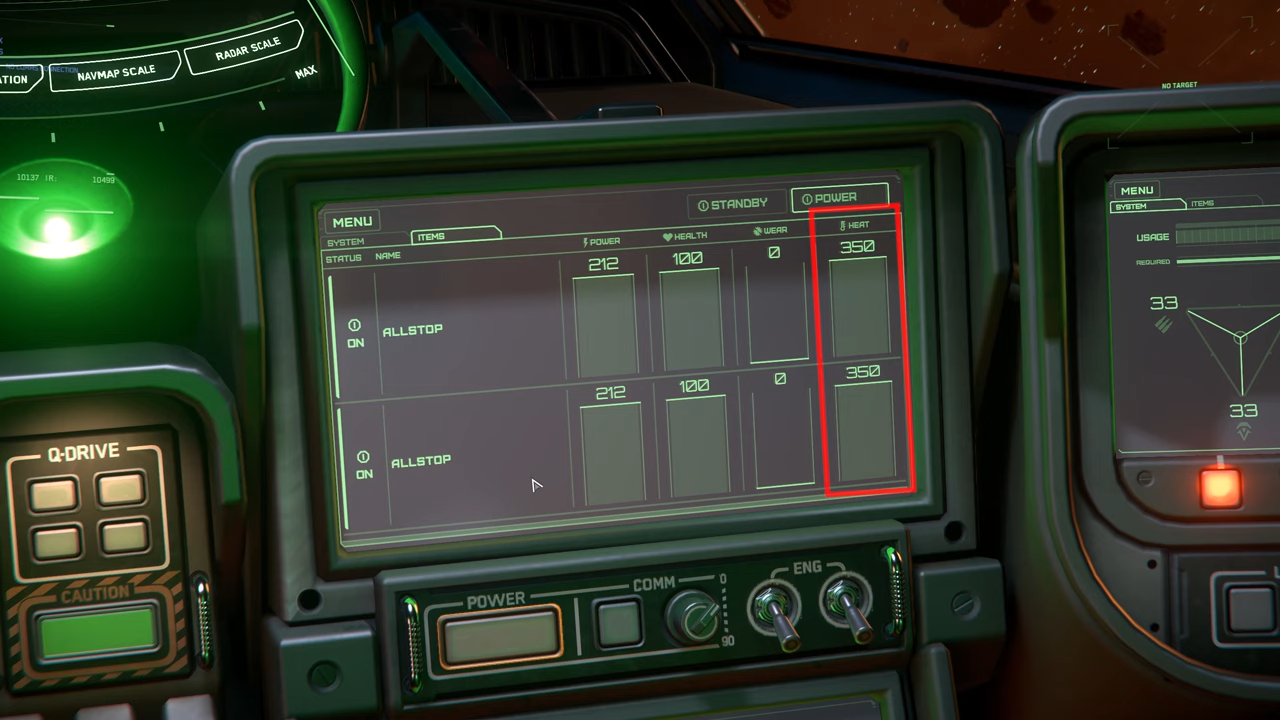 NAVMAP SCALE
RADAR SCALE
MAX
10137 IR:
10499
NO TARGET
MENU
STANDBY
POWER
SYSTEM
ITEMS
STATUS
NAME
POWER
HEALTH
WEAR
HEAT
212
100
0
350
ON
ALLSTOP
212
100
0
350
ON
ALLSTOP
MENU
SYSTEM
ITEMS
USAGE
REQUIRED
33
33
Q-DRIVE
CAUTION
POWER
COMM
0
90
ENG